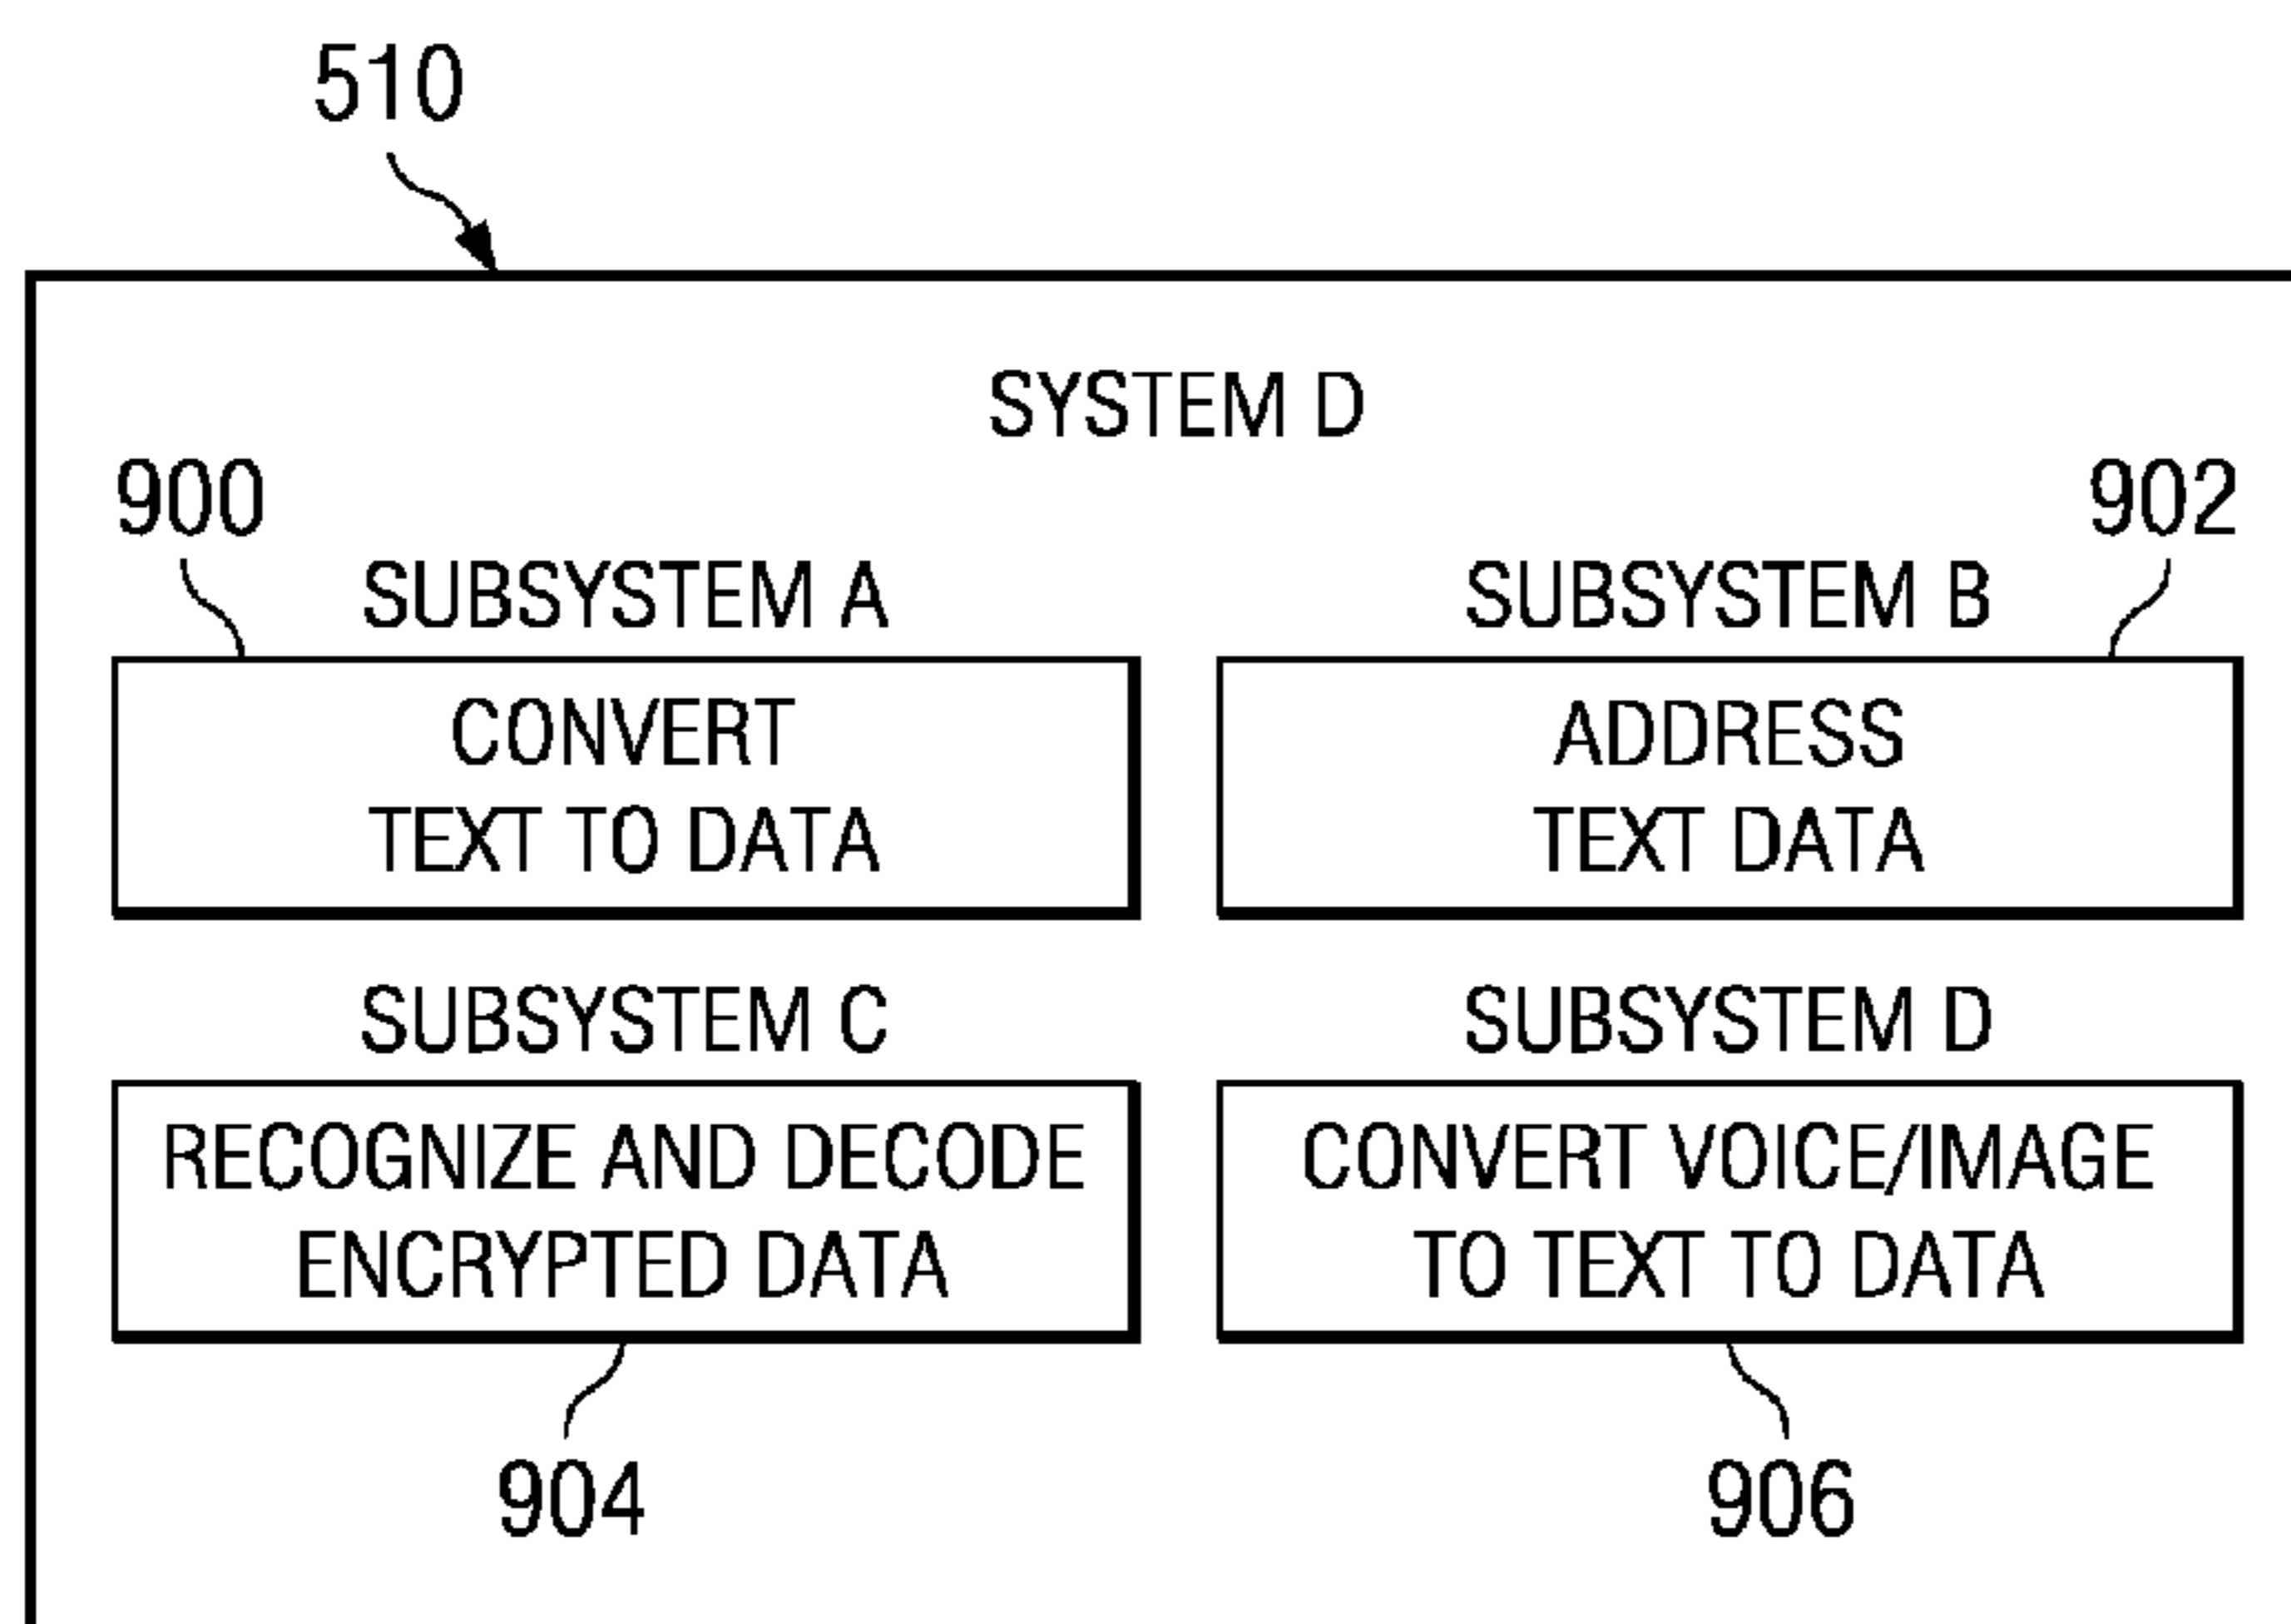 510
SYSTEM D
900
902
SUBSYSTEM A
SUBSYSTEM B
CONVERT
TEXT TO DATA
ADDRESS
TEXT DATA
SUBSYSTEM C
SUBSYSTEM D
RECOGNIZE AND DECODE
ENCRYPTED DATA
CONVERT VOICE/IMAGE
TO TEXT TO DATA
904
906